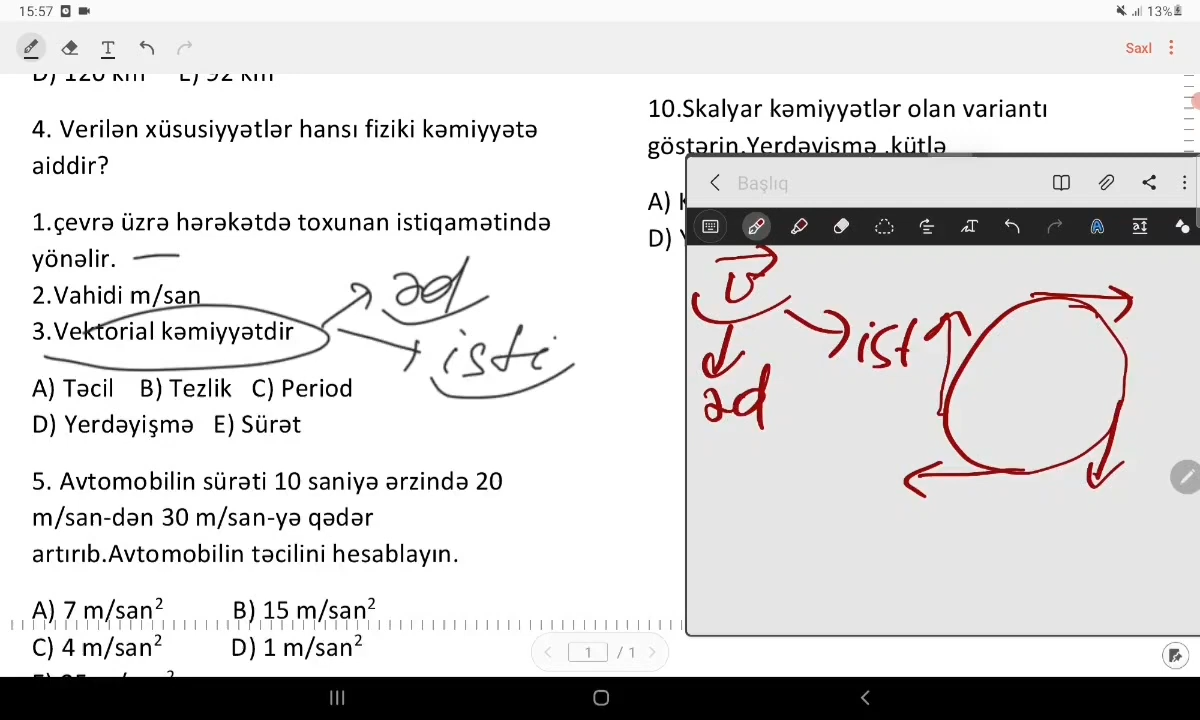 15:57
13%
Saxl
D) 120 km E) 92 km
4. Verilən xüsusiyyətlər hansı fiziki kəmiyyətə
aiddir?
1.çevrə üzrə hərəkətdə toxunan istiqamətində
yönəlir.
2.Vahidi m/san
3.Vektorial kəmiyyətdir
əd
isti
A) Təcil B) Tezlik C) Period
D) Yerdəyişmə E) Sürət
5. Avtomobilin sürəti 10 saniyə ərzində 20
m/san-dən 30 m/san-yə qədər
artırıb.Avtomobilin təcilini hesablayın.
A) 7 m/san² B) 15 m/san²
C) 4 m/san² D) 1 m/san²
1 / 1
10.Skalyar kəmiyyətlər olan variantı
göstərin.Yerdəyişmə ,kütlə
A) K
D) Y
Başlıq
v
ist
əd